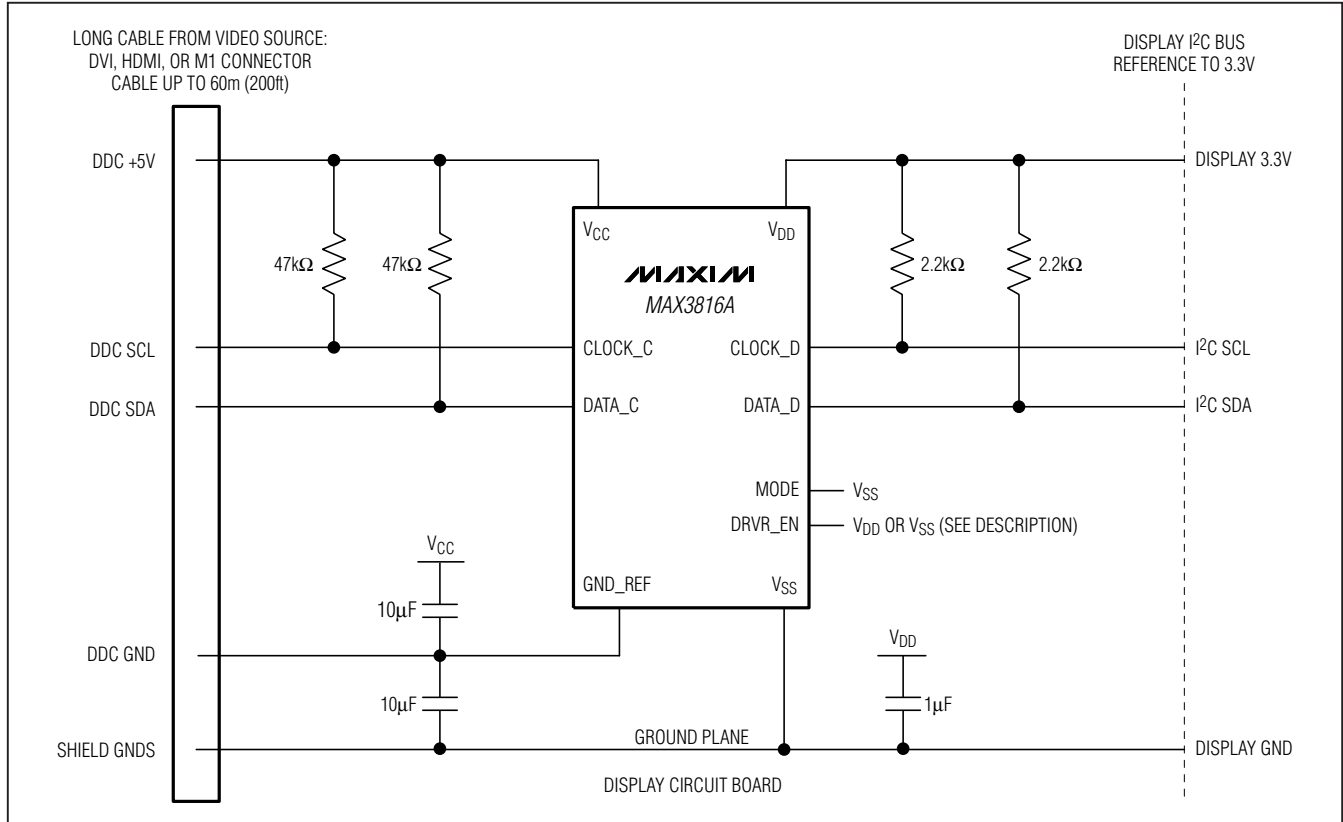 LONG CABLE FROM VIDEO SOURCE:
DVI, HDMI, OR M1 CONNECTOR
CABLE UP TO 60m (200ft)
DISPLAY I²C BUS
REFERENCE TO 3.3V
DDC +5V
DISPLAY 3.3V
VCC
VDD
47kΩ
47kΩ
2.2kΩ
2.2kΩ
MAXIM
MAX3816A
DDC SCL
CLOCK_C
CLOCK_D
I²C SCL
DDC SDA
DATA_C
DATA_D
I²C SDA
MODE
VSS
DRVR_EN
VDD OR VSS (SEE DESCRIPTION)
VCC
GND_REF
VSS
10μF
DDC GND
VDD
10μF
1μF
SHIELD GNDS
GROUND PLANE
DISPLAY GND
DISPLAY CIRCUIT BOARD